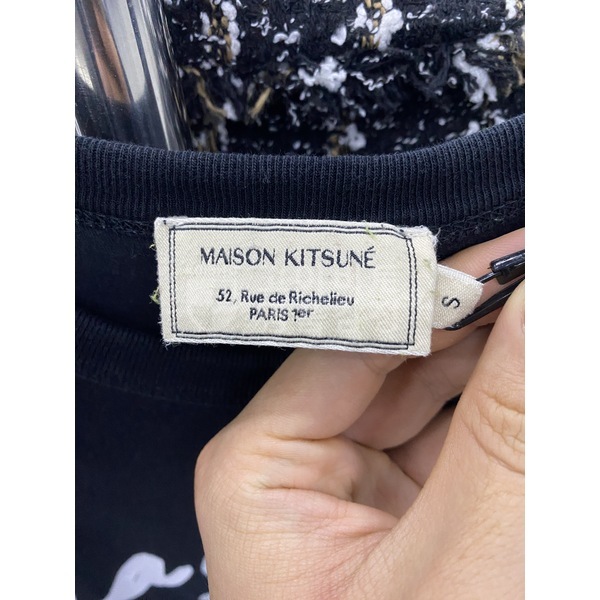 MAISON KITSUNÉ
52, Rue de Richelieu
PARIS 1er
S